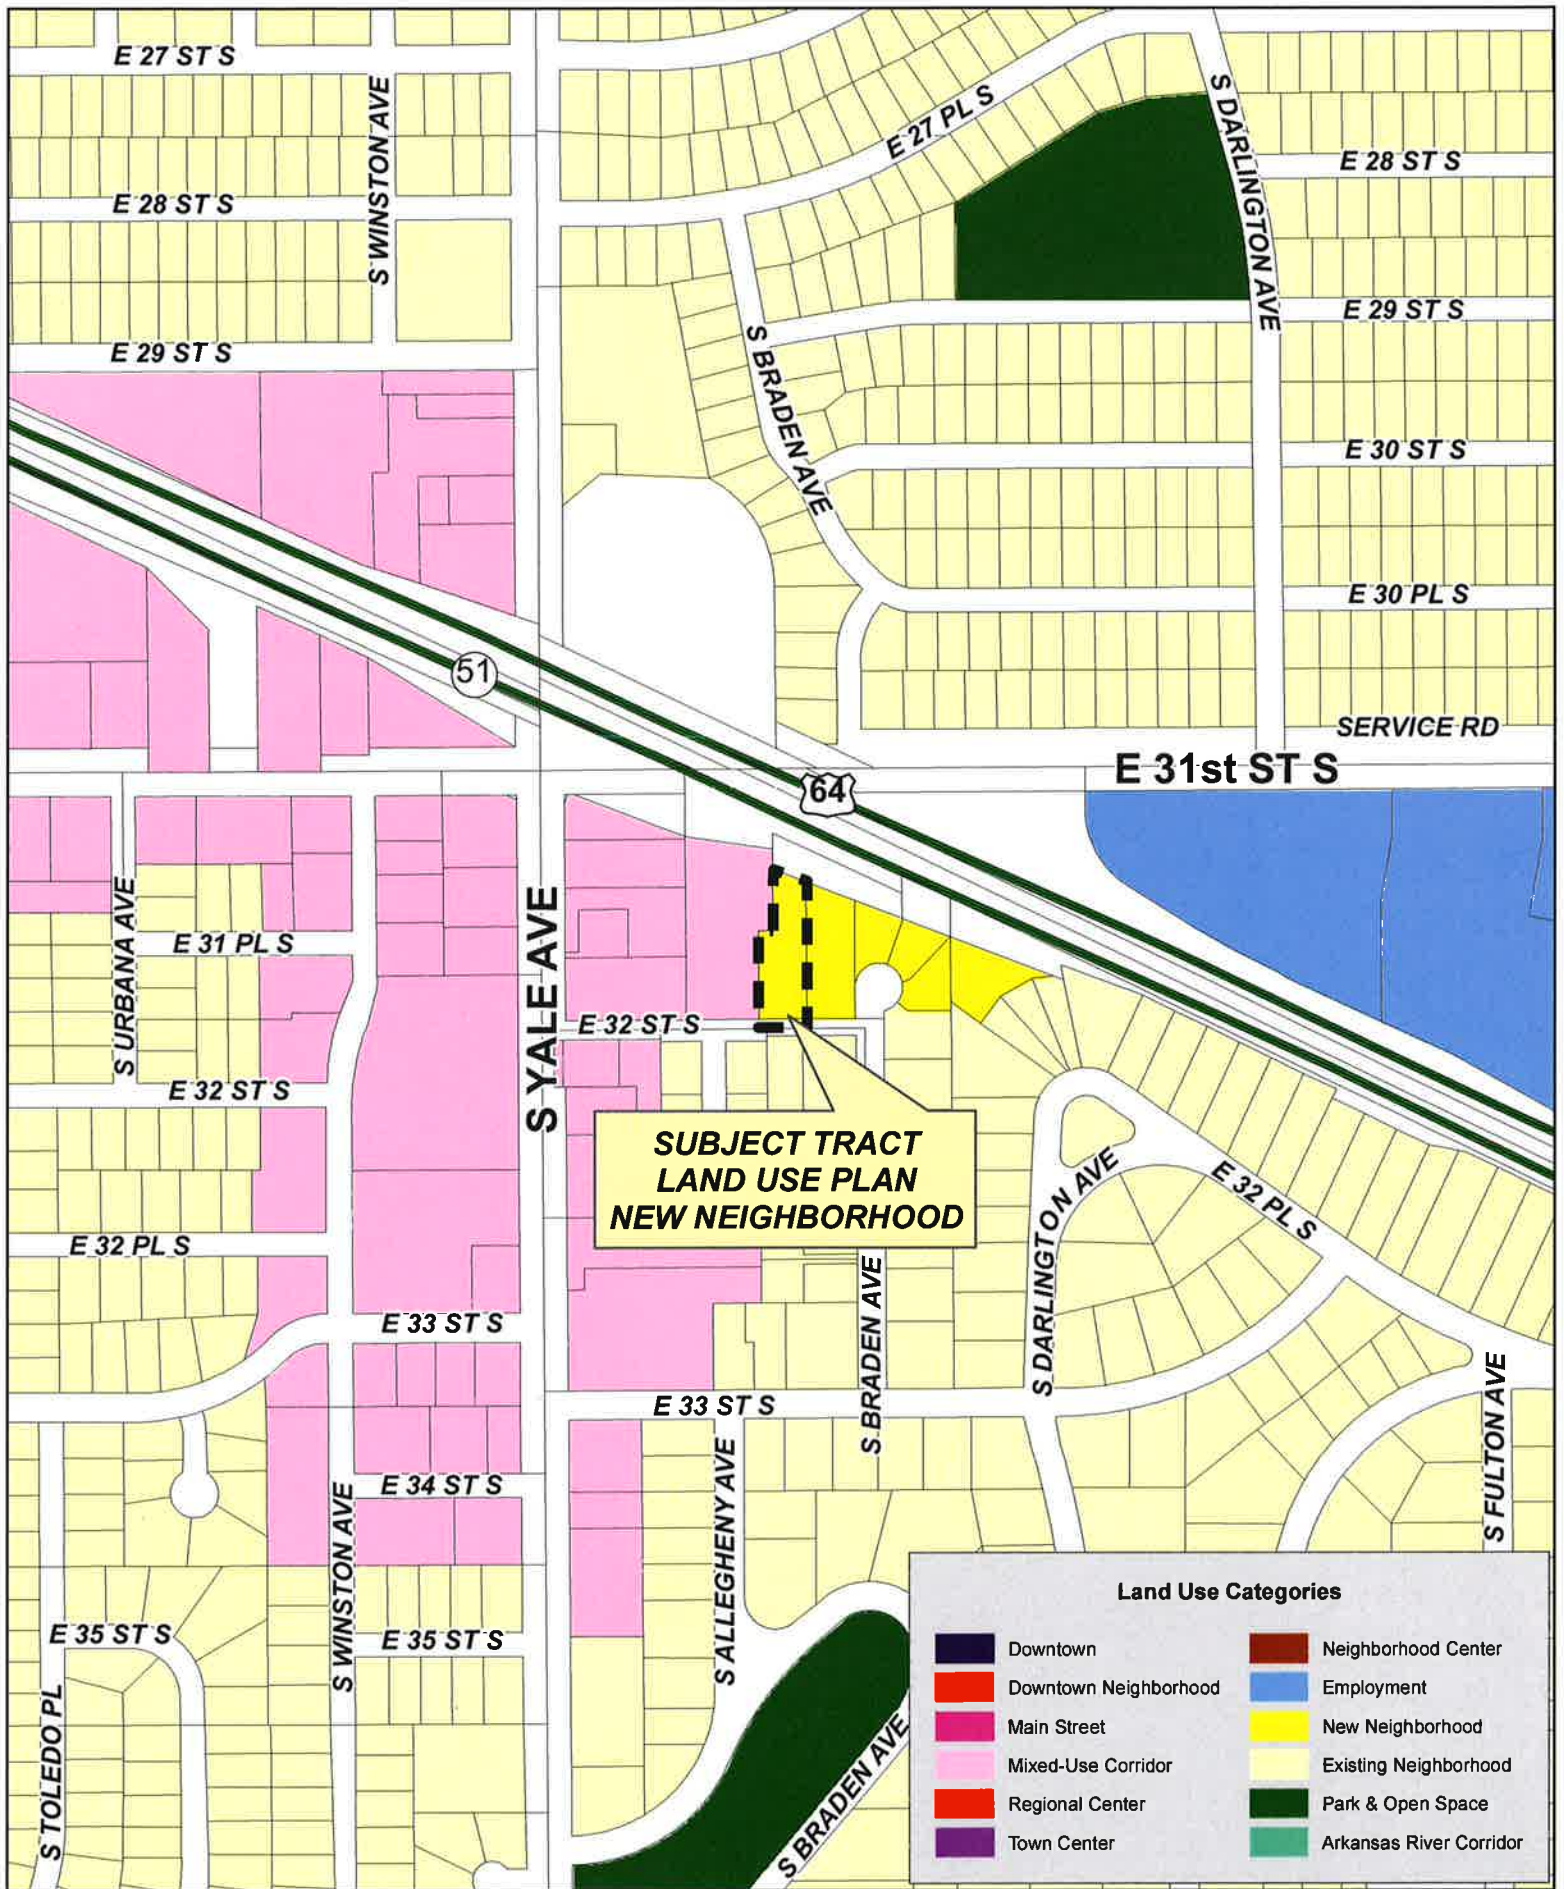 E 27 ST S
S WINSTON AVE
E 27 PL S
S DARLINGTON AVE
E 28 ST S
E 28 ST S
E 29 ST S
E 29 ST S
S BRADEN AVE
E 30 ST S
E 30 PL S
51
SERVICE RD
E 31st ST S
64
S URBANA AVE
E 31 PL S
S YALE AVE
E 32 ST S
E 32 ST S
SUBJECT TRACT
LAND USE PLAN
NEW NEIGHBORHOOD
S DARLINGTON AVE
E 32 PL S
E 32 PL S
S BRADEN AVE
E 33 ST S
E 33 ST S
S FULTON AVE
E 34 ST S
S WINSTON AVE
S ALLEGHENY AVE
E 35 ST S
E 35 ST S
S TOLEDO PL
S BRADEN AVE
Land Use Categories
Downtown
Downtown Neighborhood
Main Street
Mixed-Use Corridor
Regional Center
Town Center
Neighborhood Center
Employment
New Neighborhood
Existing Neighborhood
Park & Open Space
Arkansas River Corridor